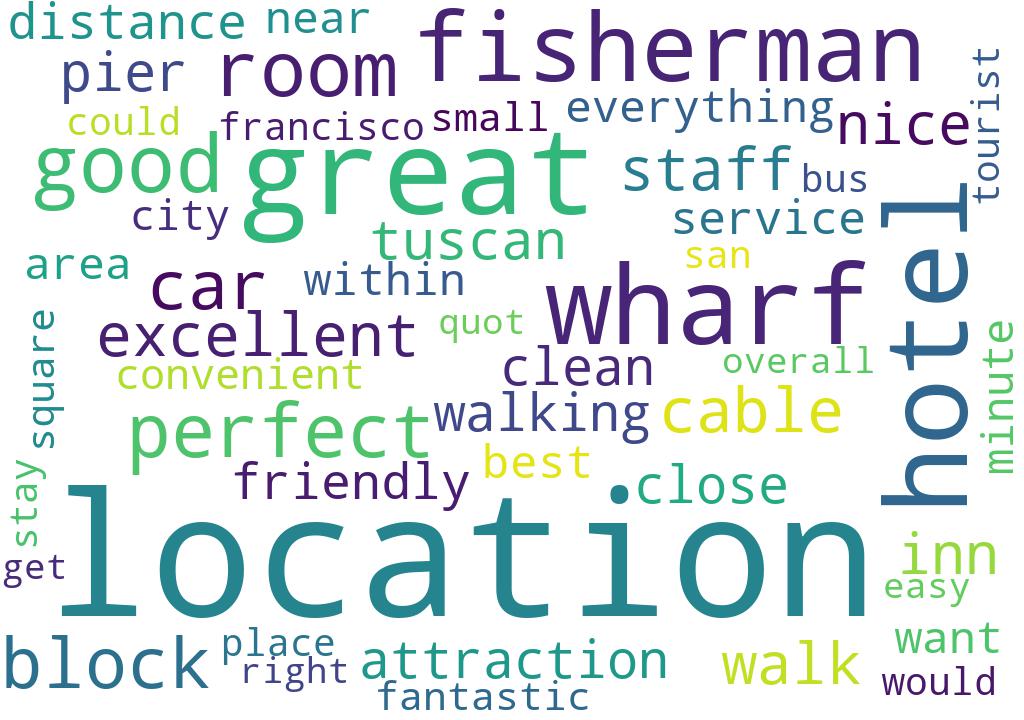 distance near fisherman
pier room tourist
could francisco small everything nice
good great staff bus
city service
tuscan hotel
area car within san
wharf
excellent quot
square convenient clean overall minute
perfect walking cable
stay friendly best close
location
get inn
easy
block place attraction walk want
right would
fantastic